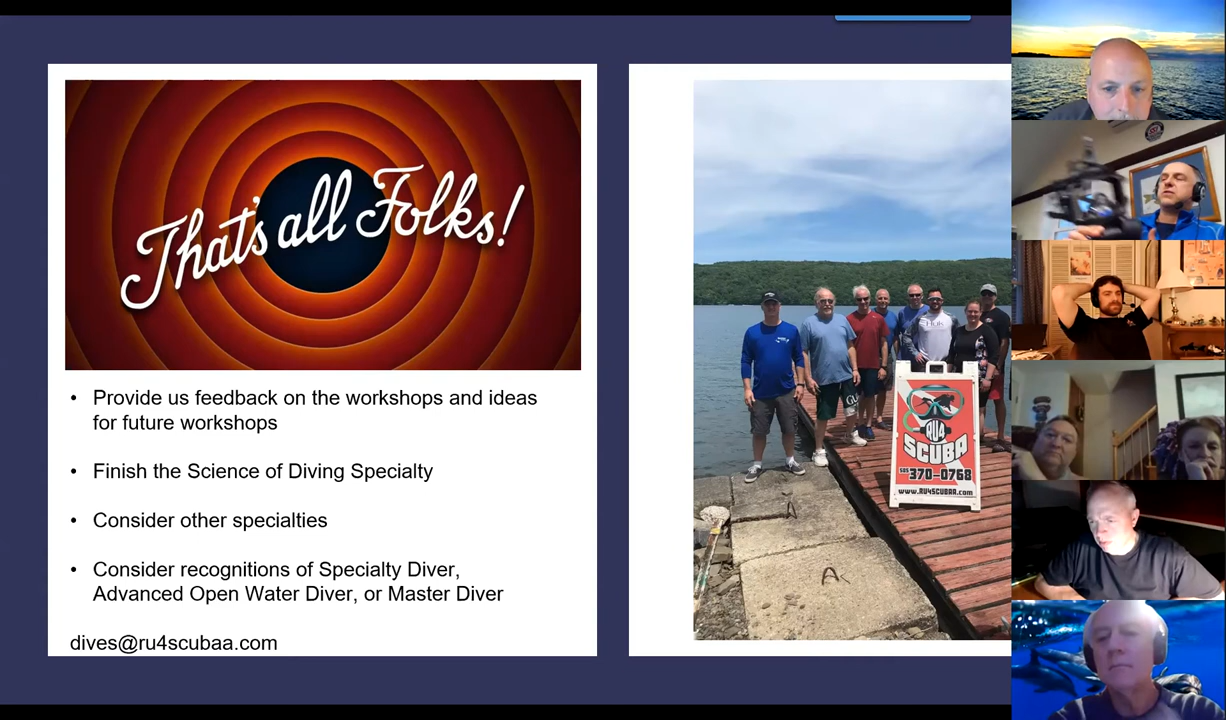 That's all Folks!
• Provide us feedback on the workshops and ideas
for future workshops
• Finish the Science of Diving Specialty
• Consider other specialties
• Consider recognitions of Specialty Diver,
Advanced Open Water Diver, or Master Diver
dives@ru4scubaa.com
RU4
SCUBA
585 370-0768
www.RU4SCUBAA.com